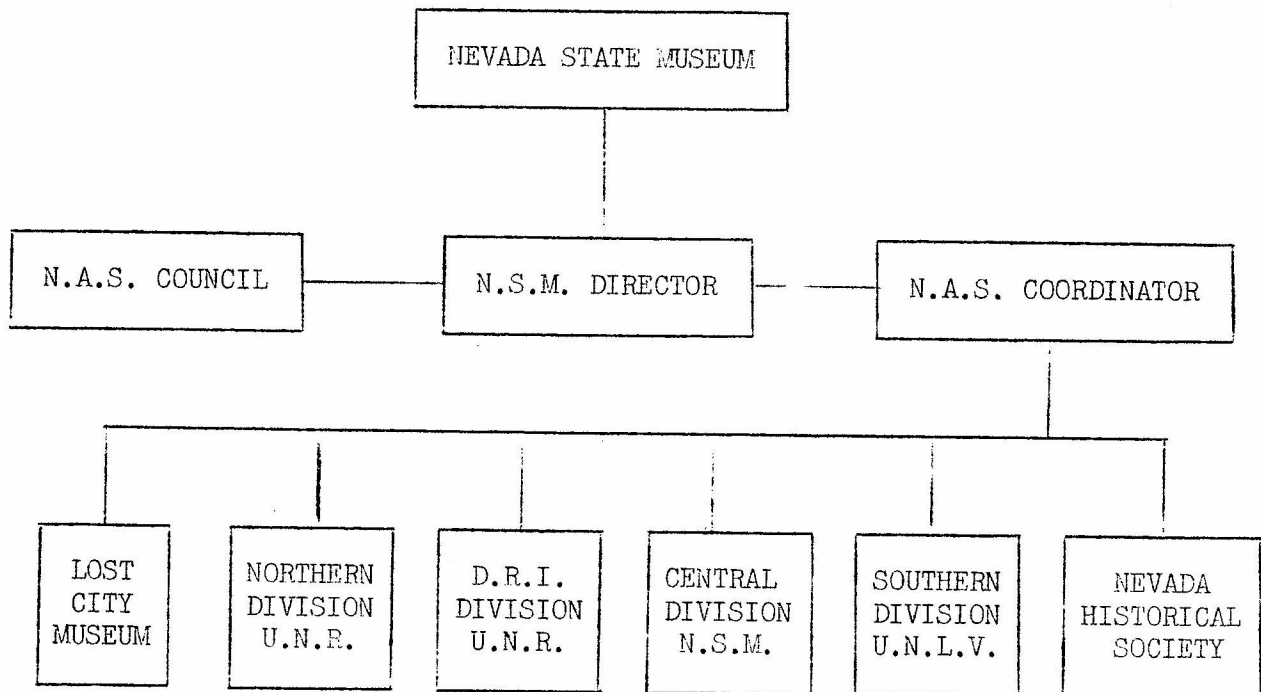 NEVADA STATE MUSEUM
N.A.S. COUNCIL
N.S.M. DIRECTOR
N.A.S. COORDINATOR
LOST
CITY
MUSEUM
NORTHERN
DIVISION
U.N.R.
D.R.I.
DIVISION
U.N.R.
CENTRAL
DIVISION
N.S.M.
SOUTHERN
DIVISION
U.N.L.V.
NEVADA
HISTORICAL
SOCIETY